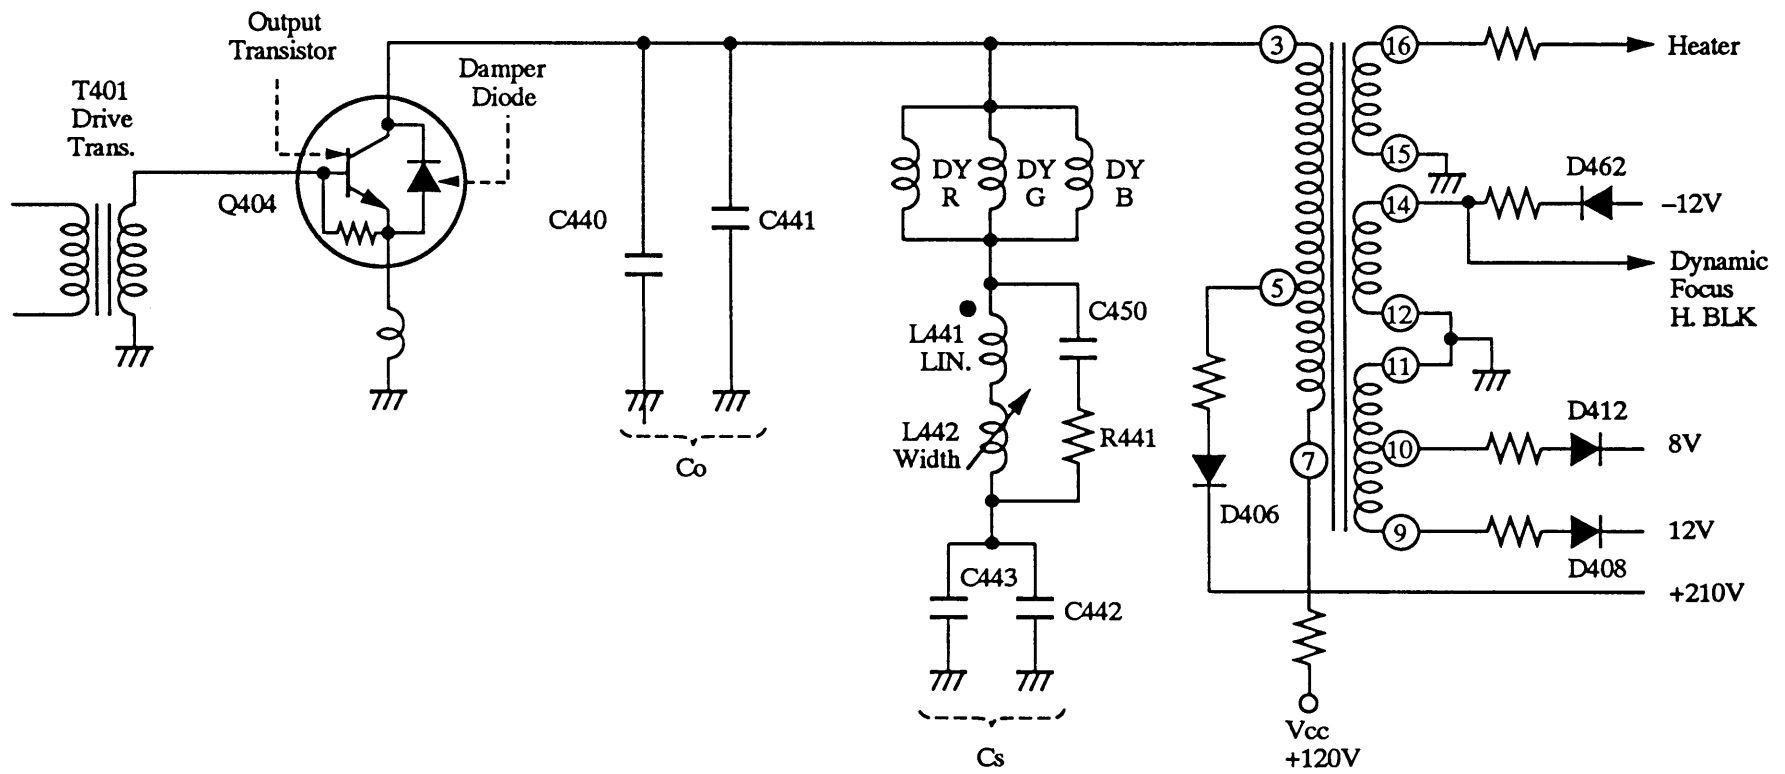 Output
Transistor
Damper
Diode
T401
Drive
Trans.
Q404
C440
C441
Co
DY
R
DY
G
DY
B
C450
L441
LIN.
L442
Width
R441
C443
C442
Cs
3
5
7
D406
Vcc
+120V
16
Heater
15
14
D462
–12V
Dynamic
Focus
H. BLK
12
11
10
D412
8V
9
D408
12V
+210V